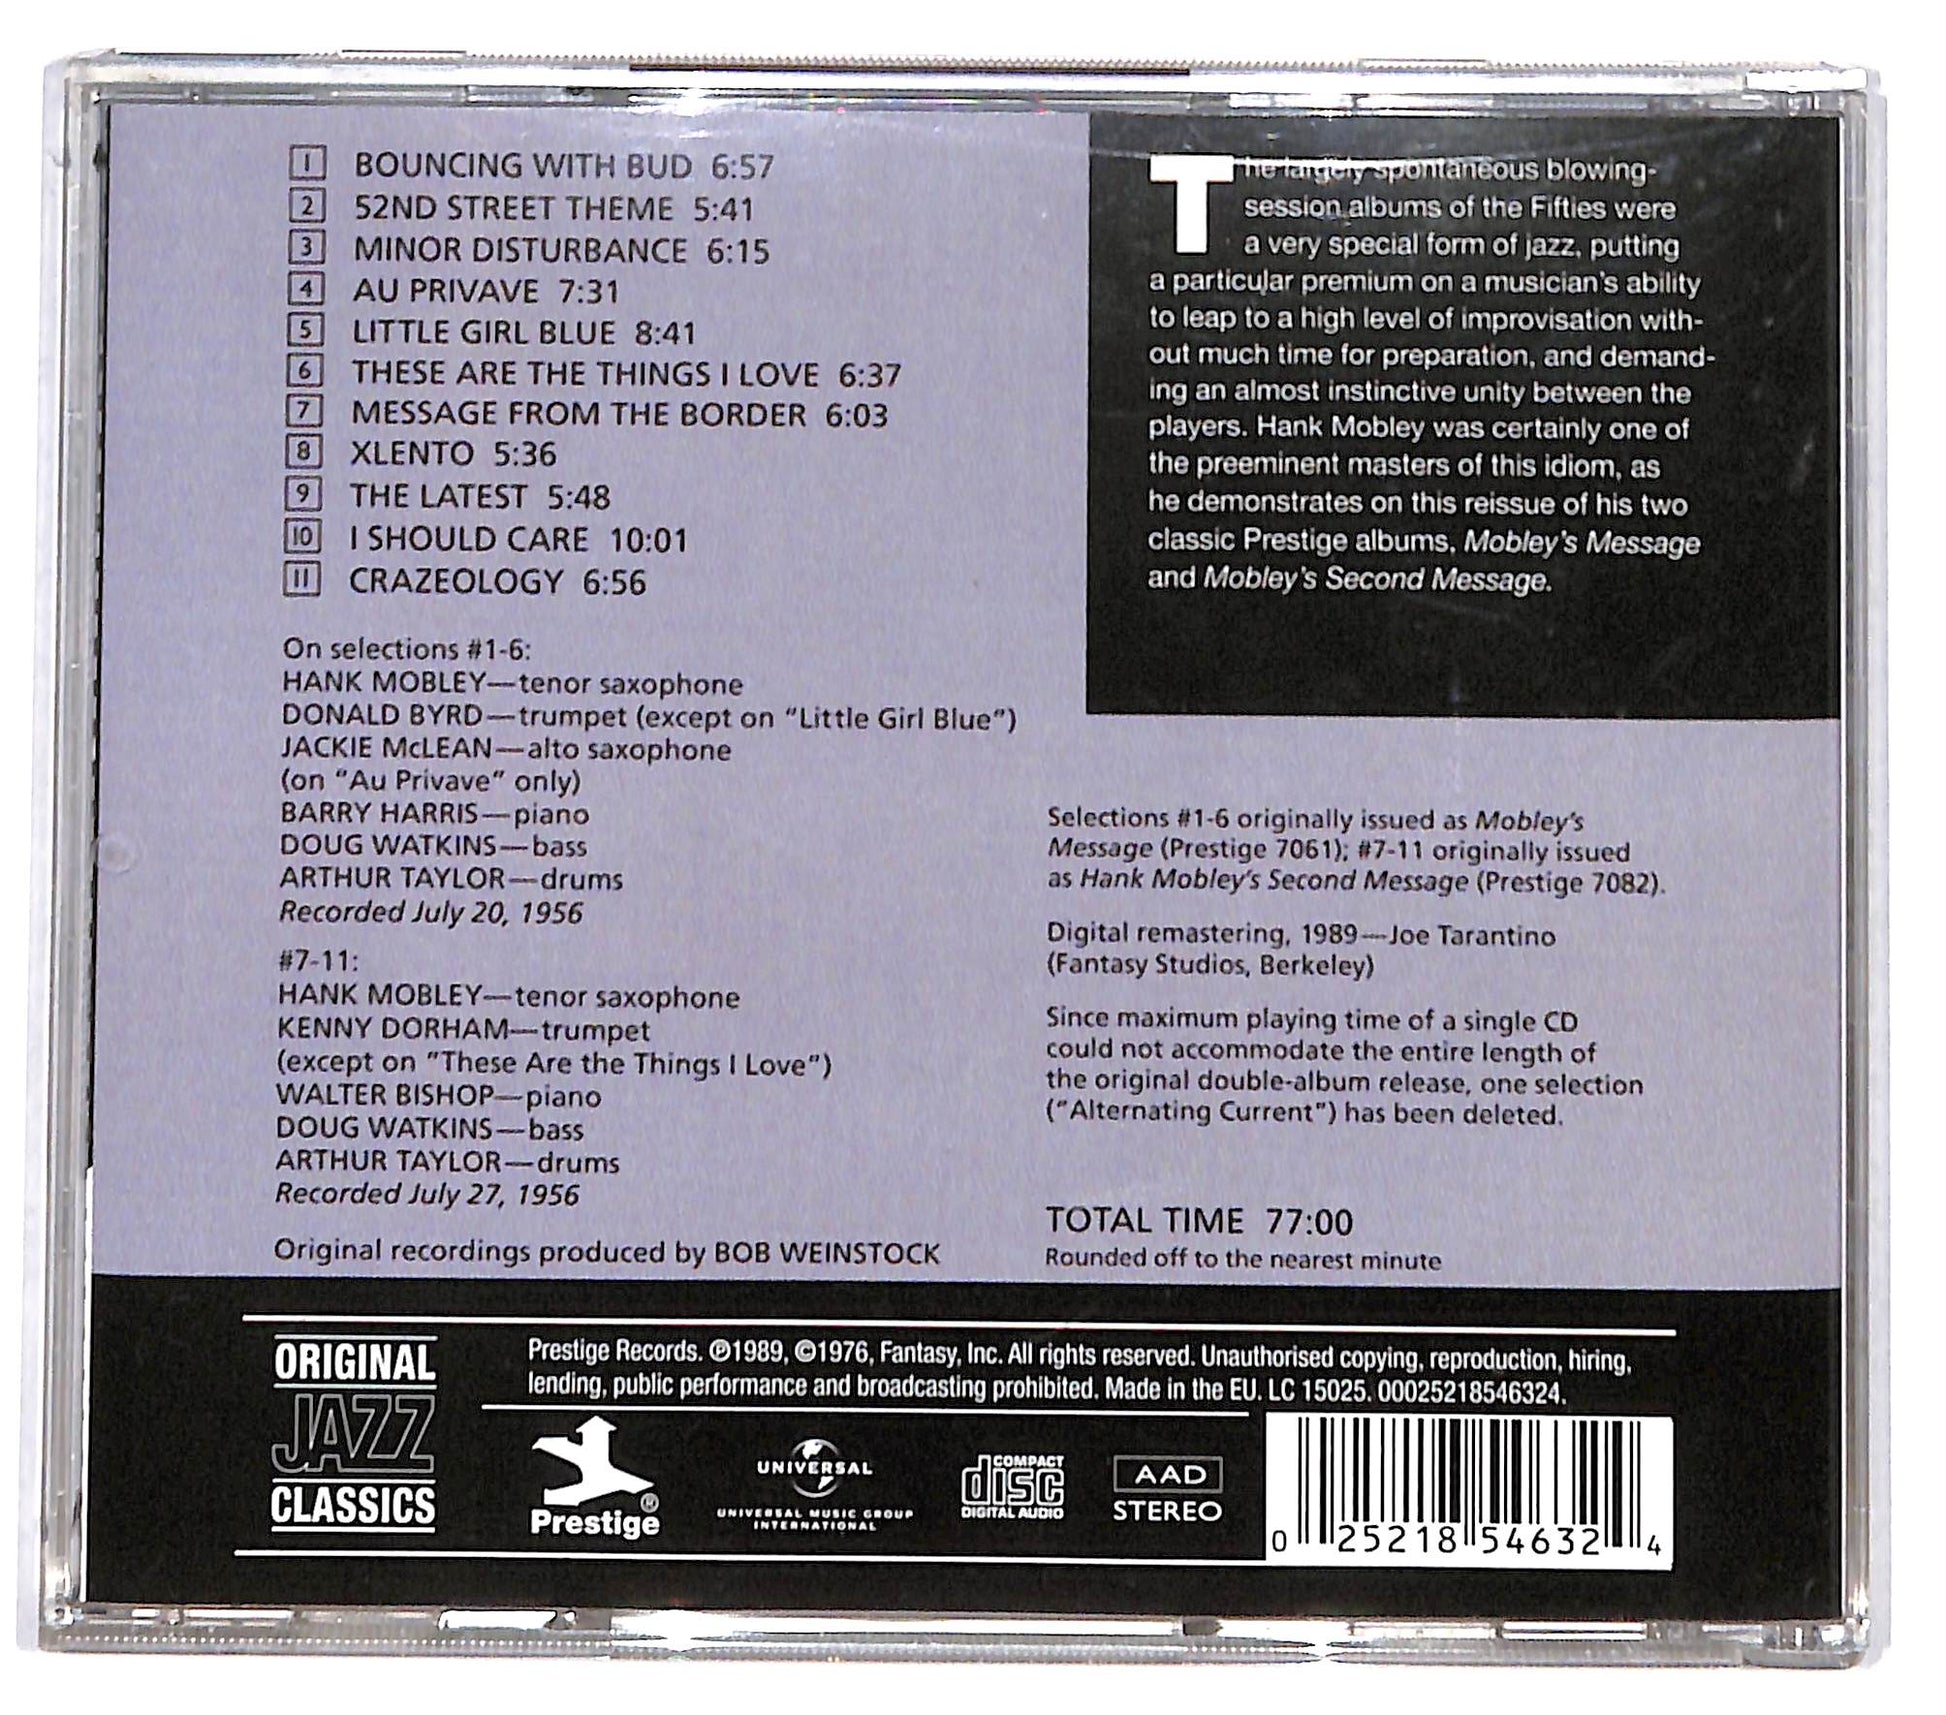 1 BOUNCING WITH BUD 6:57
2 52ND STREET THEME 5:41
3 MINOR DISTURBANCE 6:15
4 AU PRIVAVE 7:31
5 LITTLE GIRL BLUE 8:41
6 THESE ARE THE THINGS I LOVE 6:37
7 MESSAGE FROM THE BORDER 6:03
8 XLENTO 5:36
9 THE LATEST 5:48
10 I SHOULD CARE 10:01
11 CRAZEOLOGY 6:56
On selections #1-6:
HANK MOBLEY—tenor saxophone
DONALD BYRD—trumpet (except on "Little Girl Blue")
JACKIE McLEAN—alto saxophone
(on "Au Privave" only)
BARRY HARRIS—piano
DOUG WATKINS—bass
ARTHUR TAYLOR—drums
Recorded July 20, 1956
#7-11:
HANK MOBLEY—tenor saxophone
KENNY DORHAM—trumpet
(except on "These Are the Things I Love")
WALTER BISHOP—piano
DOUG WATKINS—bass
ARTHUR TAYLOR—drums
Recorded July 27, 1956
Original recordings produced by BOB WEINSTOCK
The largely spontaneous blowing-
session albums of the Fifties were
a very special form of jazz, putting
a particular premium on a musician's ability
to leap to a high level of improvisation with-
out much time for preparation, and demand-
ing an almost instinctive unity between the
players. Hank Mobley was certainly one of
the preeminent masters of this idiom, as
he demonstrates on this reissue of his two
classic Prestige albums, Mobley's Message
and Mobley's Second Message.
Selections #1-6 originally issued as Mobley's
Message (Prestige 7061); #7-11 originally issued
as Hank Mobley's Second Message (Prestige 7082).
Digital remastering, 1989—Joe Tarantino
(Fantasy Studios, Berkeley)
Since maximum playing time of a single CD
could not accommodate the entire length of
the original double-album release, one selection
("Alternating Current") has been deleted.
TOTAL TIME 77:00
Rounded off to the nearest minute
ORIGINAL
JAZZ
CLASSICS
Prestige Records. ℗1989, ©1976, Fantasy, Inc. All rights reserved. Unauthorised copying, reproduction, hiring,
lending, public performance and broadcasting prohibited. Made in the EU. LC 15025. 00025218546324.
Prestige®
UNIVERSAL
UNIVERSAL MUSIC GROUP
INTERNATIONAL
COMPACT
disc
DIGITAL AUDIO
AAD
STEREO
0 25218 54632 4